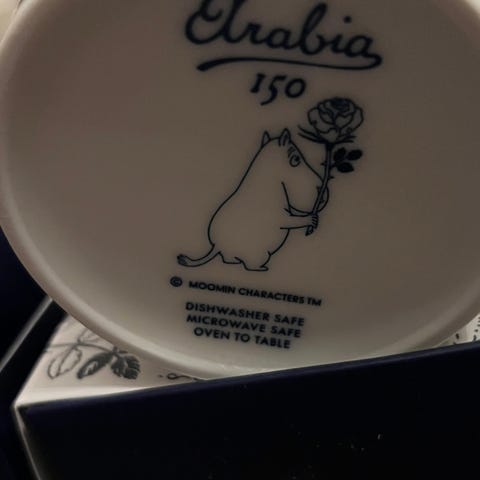 Arabia
150
© MOOMIN CHARACTERS TM
DISHWASHER SAFE
MICROWAVE SAFE
OVEN TO TABLE